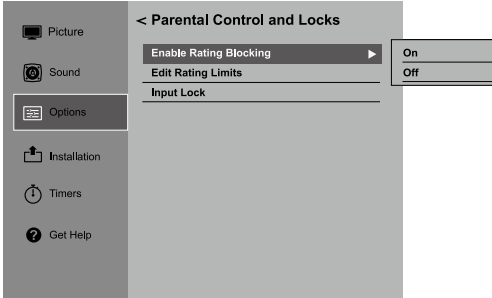 Picture
Sound
Options
Installation
Timers
Get Help
< Parental Control and Locks
Enable Rating Blocking
Edit Rating Limits
Input Lock
On
Off